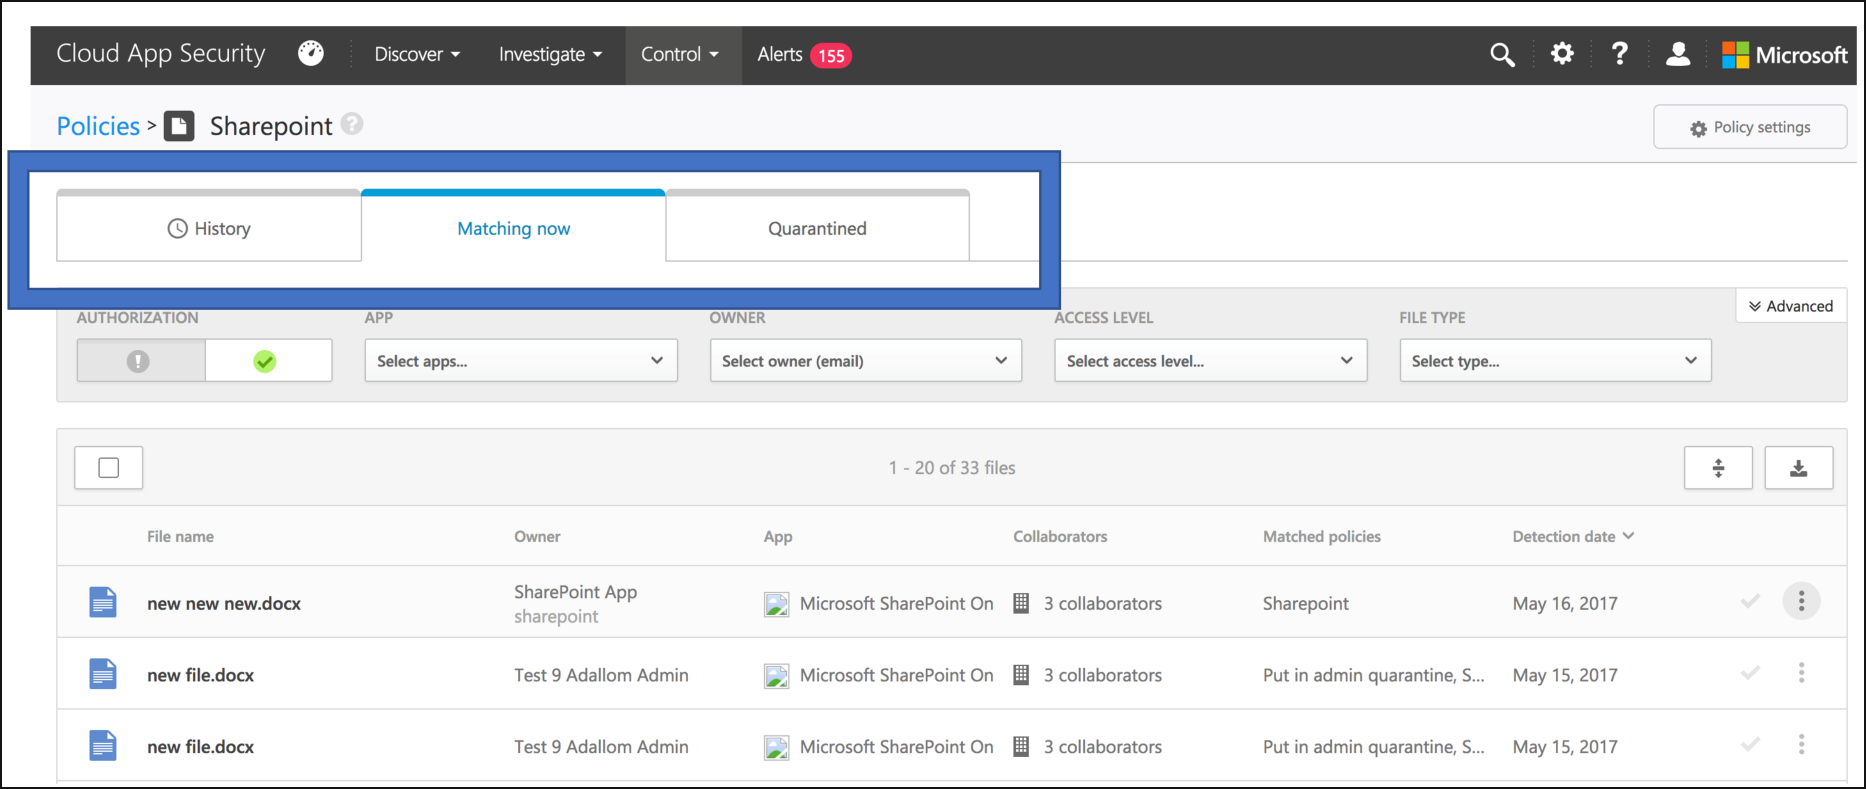 Cloud App Security Discover Investigate Control Alerts 155 ? Microsoft
Policies > Sharepoint ? Policy settings
History Matching now Quarantined
Advanced
AUTHORIZATION APP OWNER ACCESS LEVEL FILE TYPE
! Select apps... Select owner (email) Select access level... Select type...
1 - 20 of 33 files
File name Owner App Collaborators Matched policies Detection date
new new new.docx SharePoint App Microsoft SharePoint On 3 collaborators Sharepoint May 16, 2017
sharepoint
new file.docx Test 9 Adallom Admin Microsoft SharePoint On 3 collaborators Put in admin quarantine, S... May 15, 2017
new file.docx Test 9 Adallom Admin Microsoft SharePoint On 3 collaborators Put in admin quarantine, S... May 15, 2017